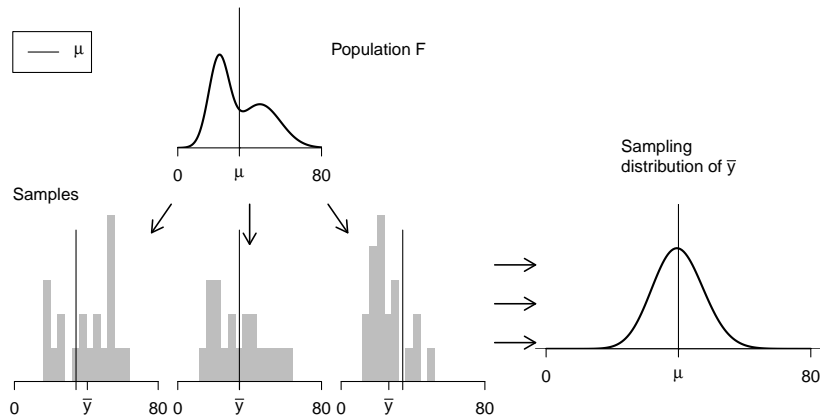 μ
Population F
0 μ 80
Sampling
distribution of y̅
Samples
0 y̅ 80 0 y̅ 80 0 y̅ 80
0 μ 80